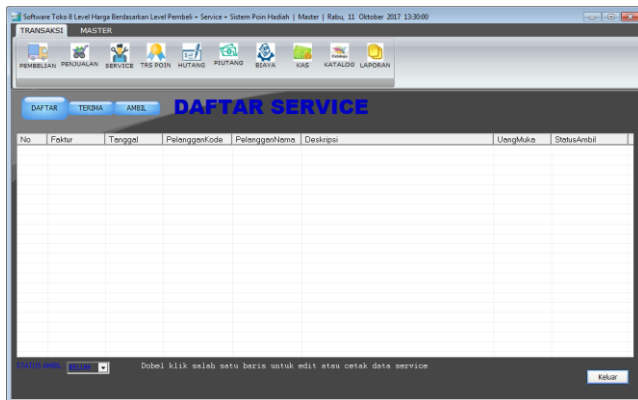 Software Toko 8 Level Harga Berdasarkan Level Pembeli + Service + Sistem Poin Hadiah | Master | Rabu, 11 Oktober 2017 13:30:00
TRANSAKSI MASTER
PEMBELIAN PENJUALAN SERVICE TRS POIN HUTANG PIUTANG BIAYA KAS KATALOG LAPORAN
DAFTAR TERIMA AMBIL DAFTAR SERVICE
No Faktur Tanggal PelangganKode PelangganNama Deskripsi UangMuka StatusAmbil
STATUS AMBIL BELUM Dobel klik salah satu baris untuk edit atau cetak data service
Keluar